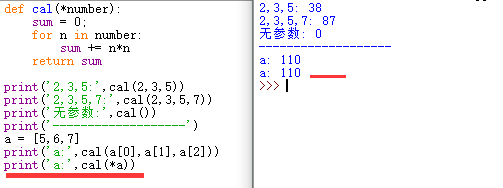 def cal(*number):
    sum = 0;
    for n in number:
        sum += n*n
    return sum
print('2,3,5:',cal(2,3,5))
print('2,3,5,7:',cal(2,3,5,7))
print('无参数:',cal())
print('-------------------')
a = [5,6,7]
print('a:',cal(a[0],a[1],a[2]))
print('a:',cal(*a))
2,3,5: 38
2,3,5,7: 87
无参数: 0
-------------------
a: 110
a: 110
>>>